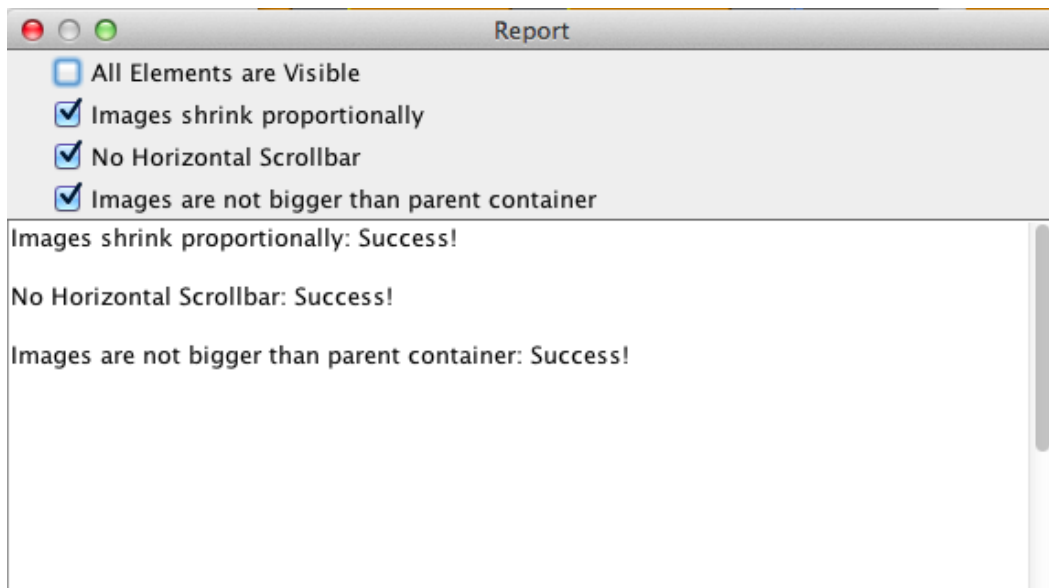 Report
All Elements are Visible
Images shrink proportionally
No Horizontal Scrollbar
Images are not bigger than parent container
Images shrink proportionally: Success!
No Horizontal Scrollbar: Success!
Images are not bigger than parent container: Success!